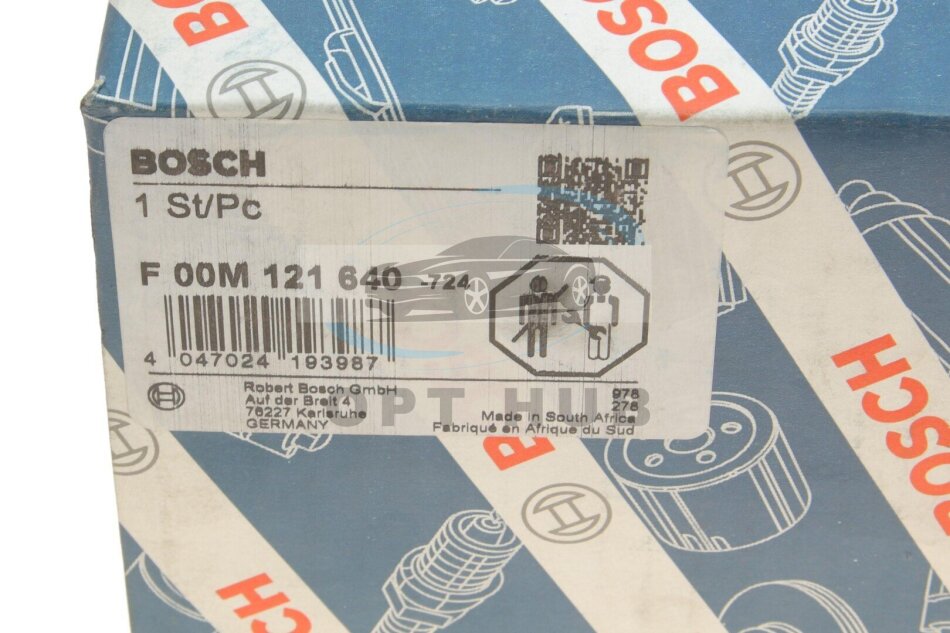 BOSCH
BOSCH
BOSCH
1 St/Pc
F 00M 121 640 -724
4 047024 193987
Robert Bosch GmbH
Auf der Breit 4
76227 Karlsruhe
GERMANY
978
278
Made in South Africa
Fabriqué en Afrique du Sud
OPT HUB
BOSCH
BOSCH
B
BOSCH